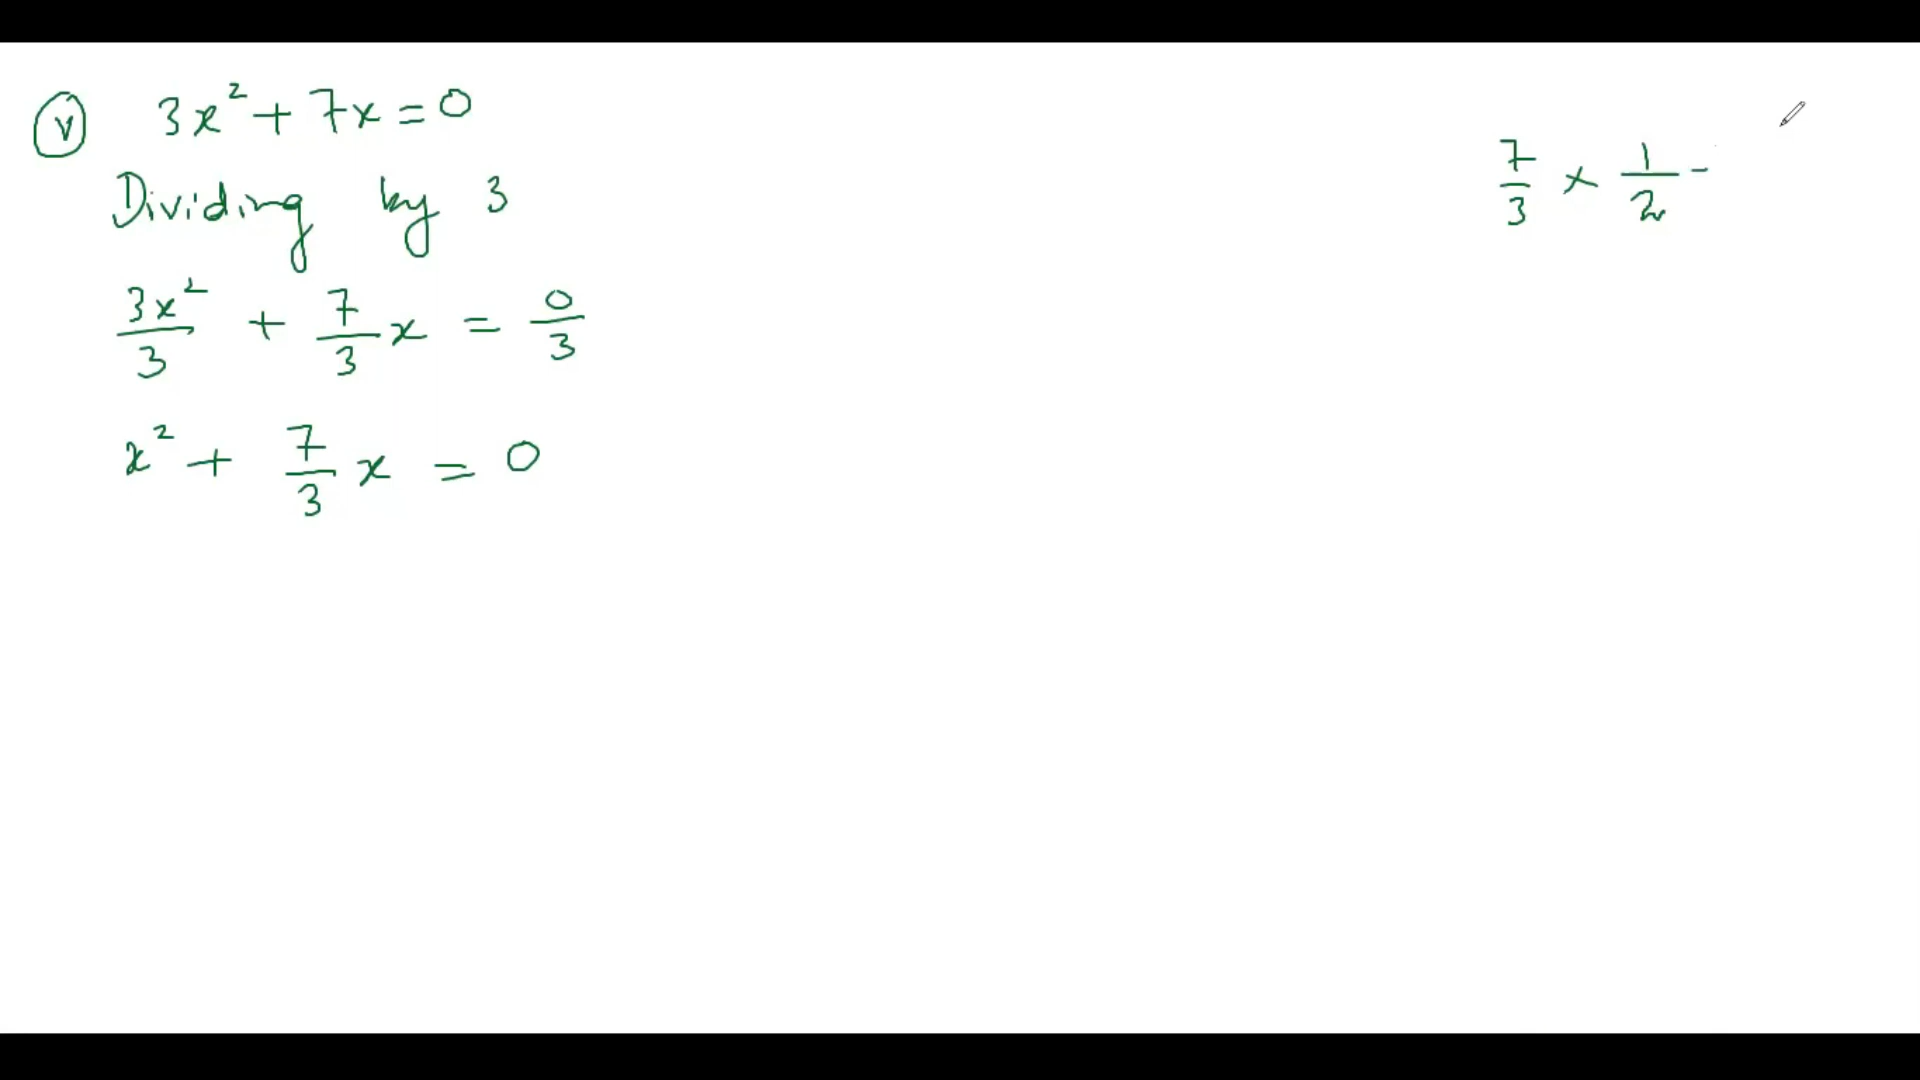 (v) 3x² + 7x = 0
Dividing by 3
3x²/3 + 7/3 x = 0/3
x² + 7/3 x = 0
7/3 × 1/2 -